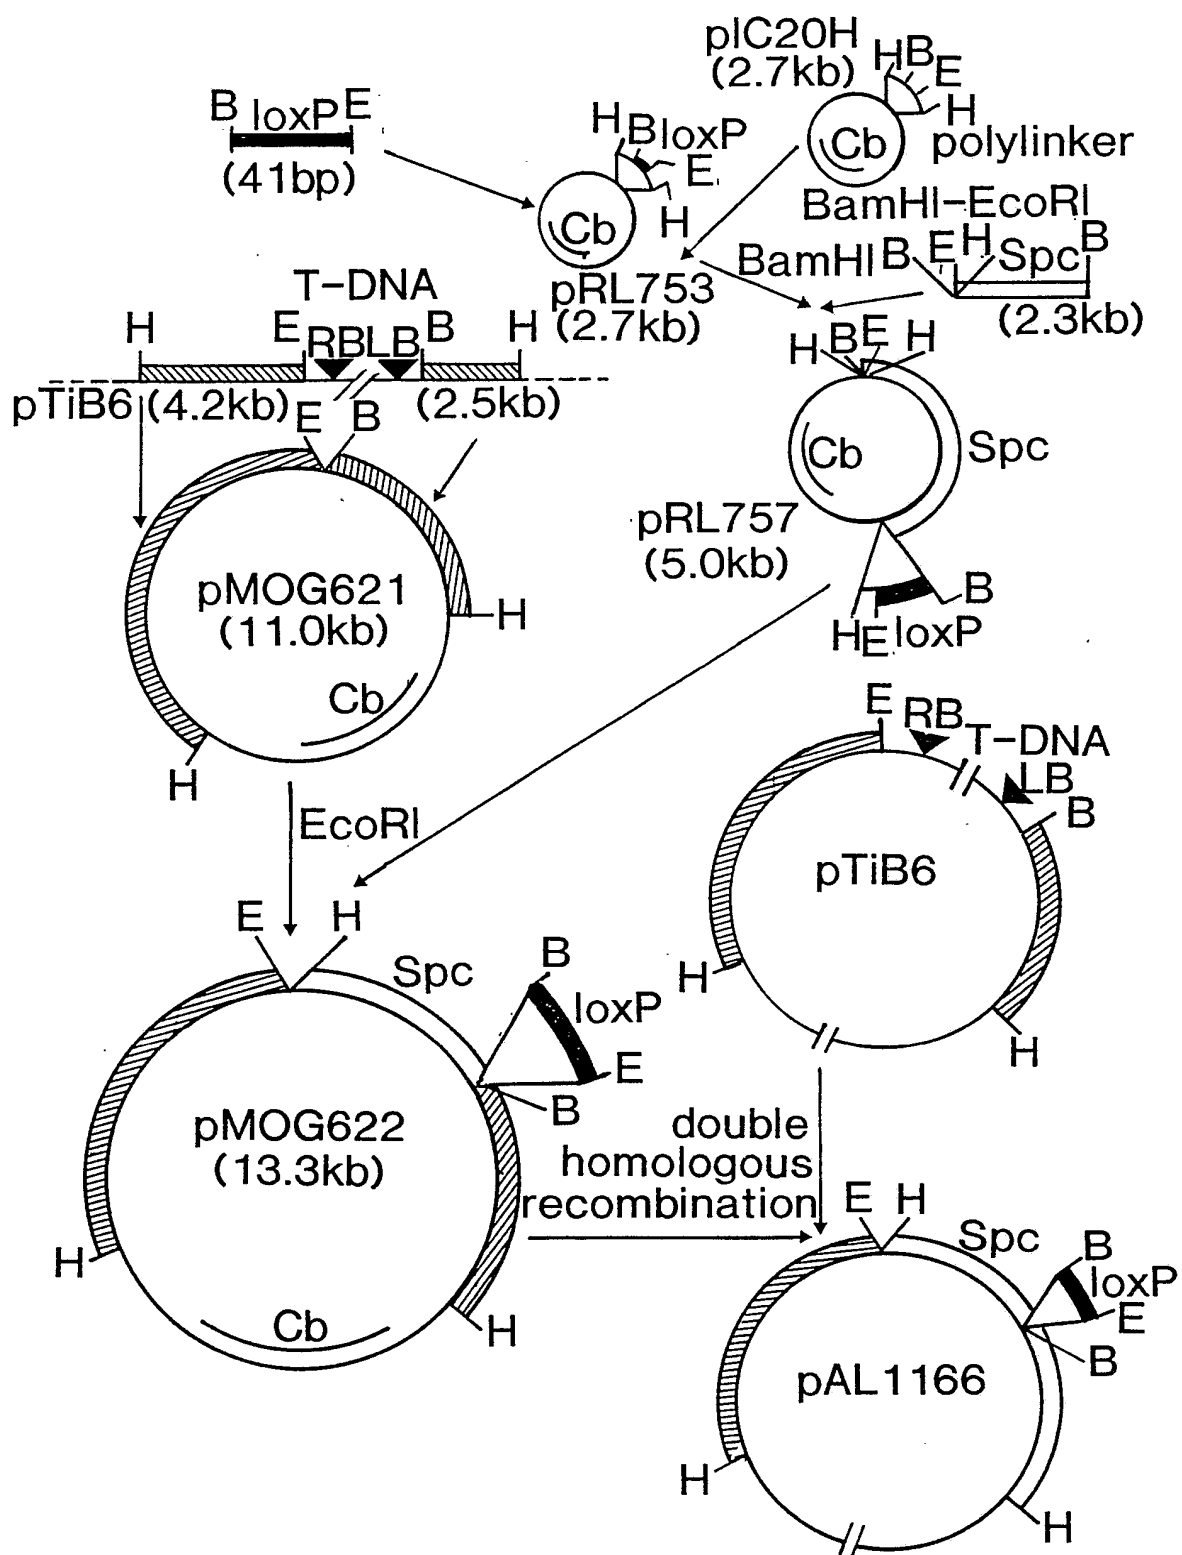 pIC20H
(2.7kb)
H B E
H
Cb
polylinker
B loxP E
(41bp)
H B loxP
E
H
Cb
pRL753
(2.7kb)
BamHI-EcoRI
BamHI
B E H Spc B
(2.3kb)
T-DNA
H E RB LB B H
pTiB6 (4.2kb) (2.5kb)
E B
pMOG621
(11.0kb)
H
Cb
H
H B E H
Cb
Spc
pRL757
(5.0kb)
B
H E loxP
EcoRI
E RB
T-DNA
LB
B
pTiB6
H
H
E H
Spc
B
loxP
E
B
pMOG622
(13.3kb)
H
Cb
H
double
homologous
recombination
E H
Spc
B
loxP
E
B
pAL1166
H
H